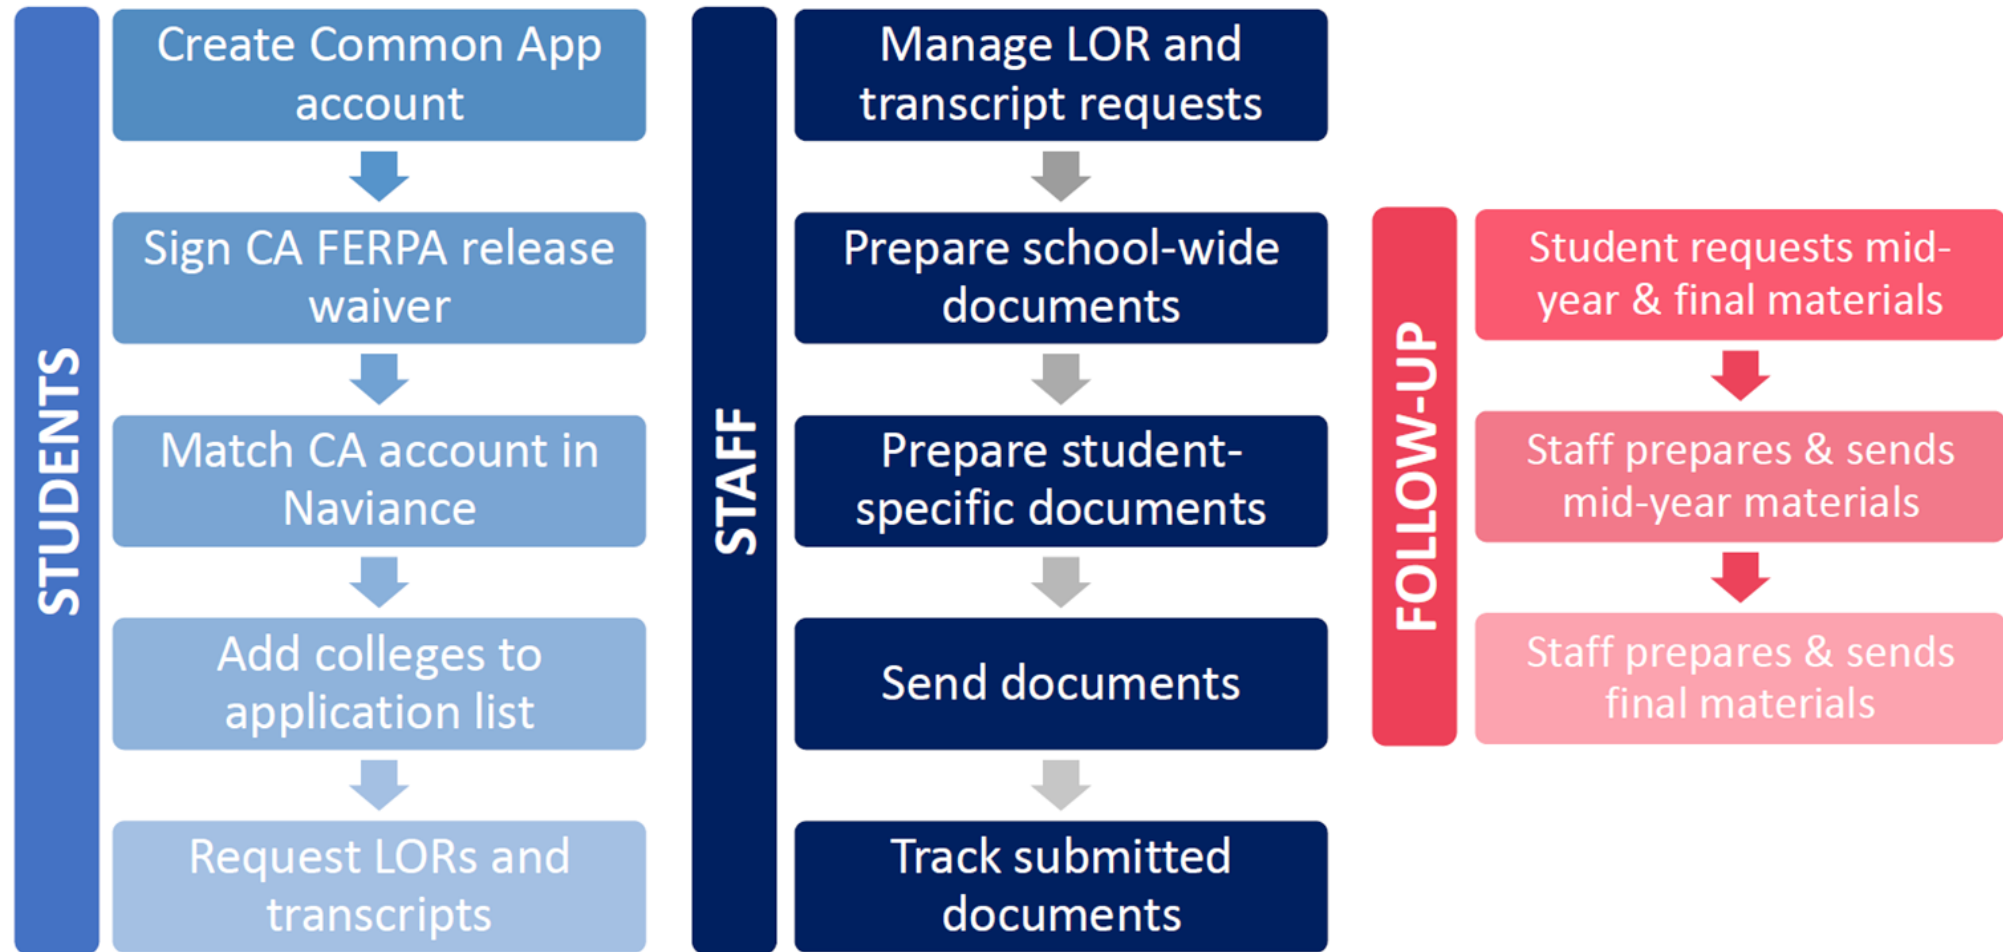 STUDENTS
Create Common App
account
Sign CA FERPA release
waiver
Match CA account in
Naviance
Add colleges to
application list
Request LORs and
transcripts
STAFF
Manage LOR and
transcript requests
Prepare school-wide
documents
Prepare student-
specific documents
Send documents
Track submitted
documents
FOLLOW-UP
Student requests mid-
year & final materials
Staff prepares & sends
mid-year materials
Staff prepares & sends
final materials